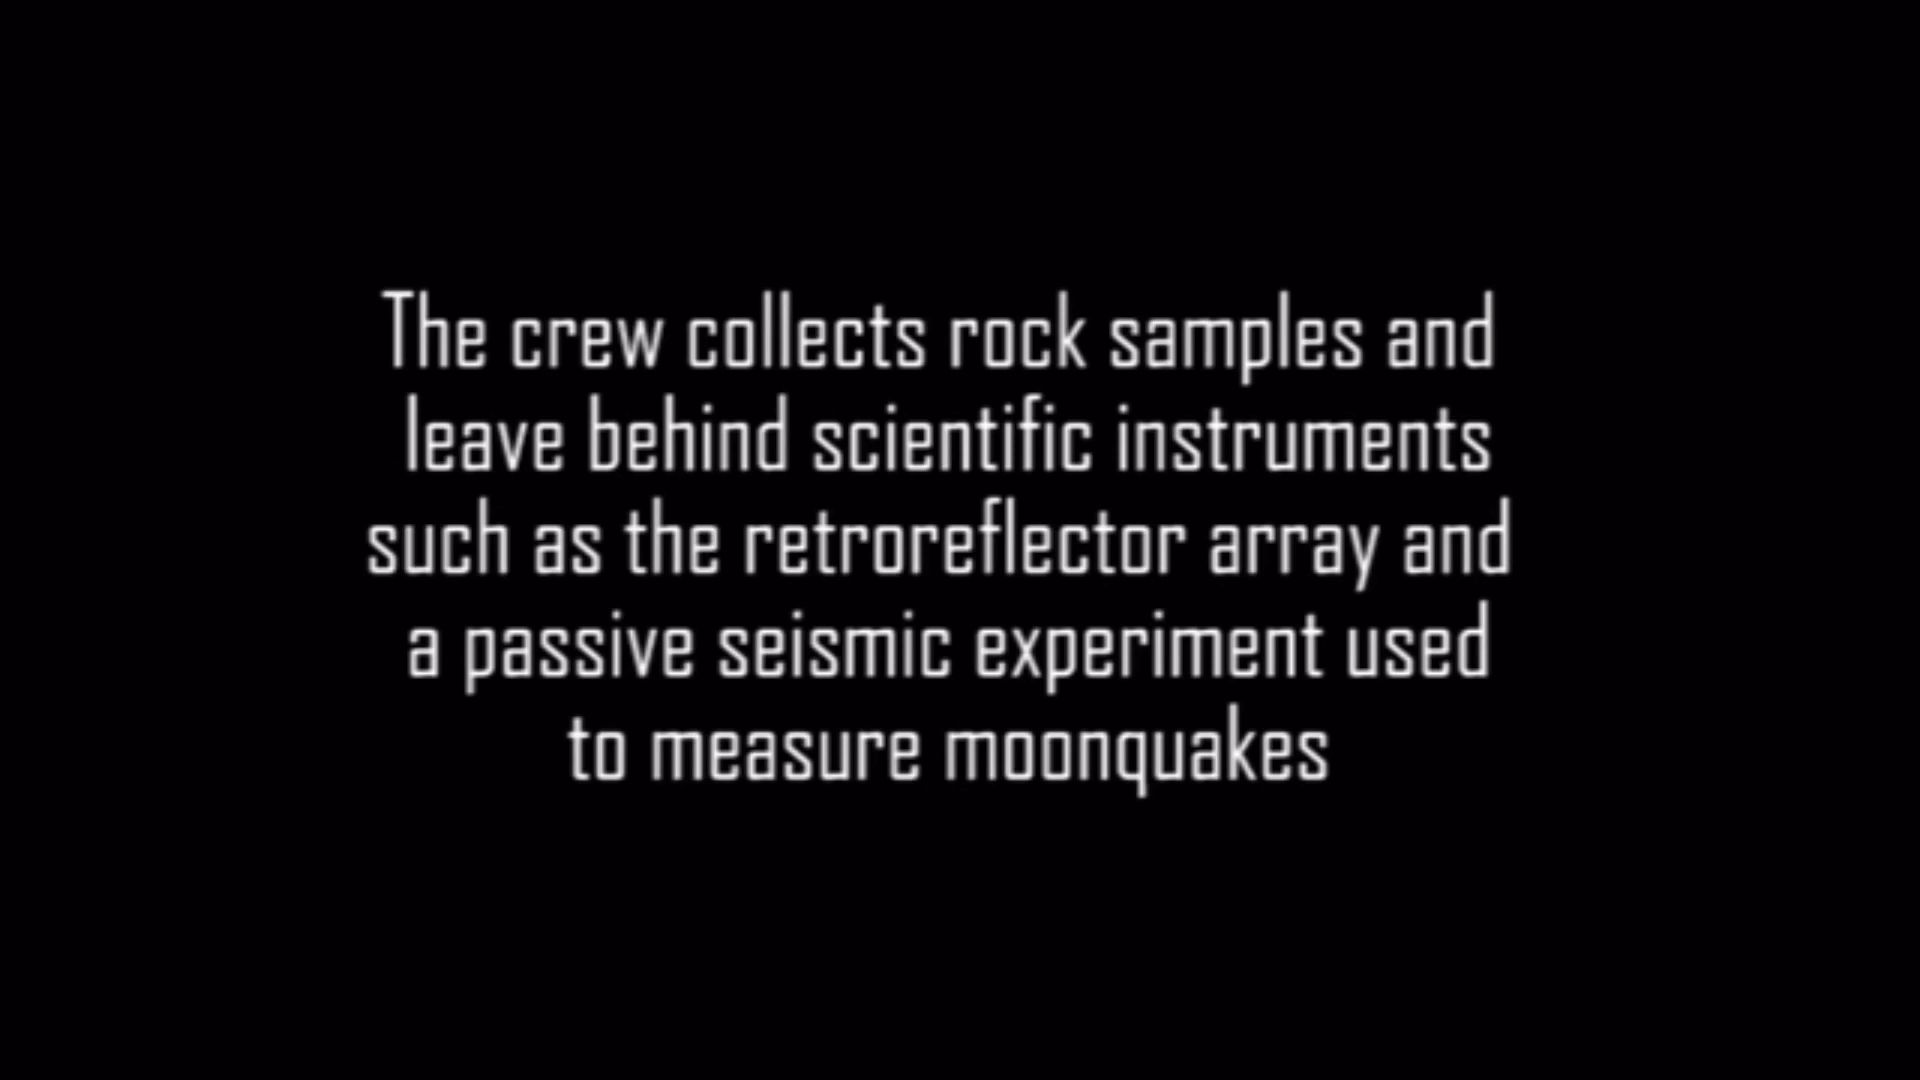 The crew collects rock samples and
leave behind scientific instruments
such as the retroreflector array and
a passive seismic experiment used
to measure moonquakes